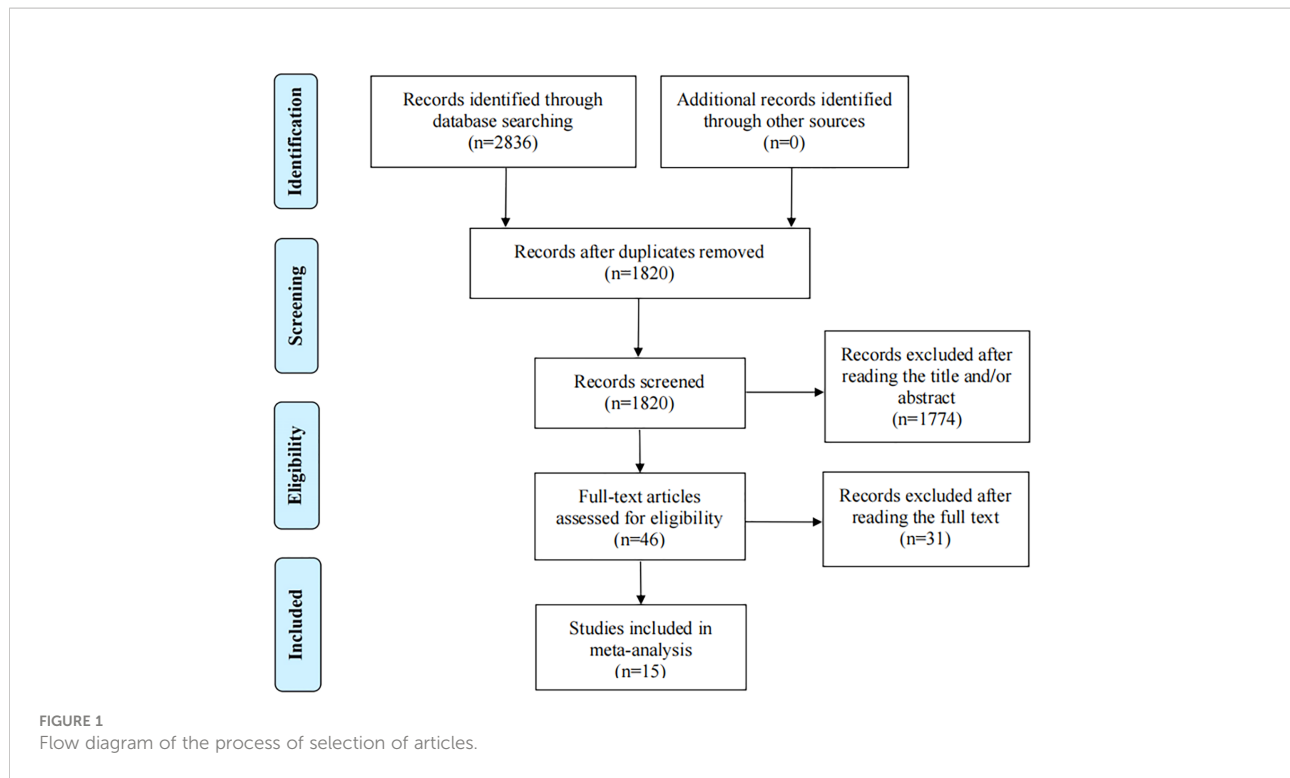 Identification
Records identified through
database searching
(n=2836)
Additional records identified
through other sources
(n=0)
Screening
Records after duplicates removed
(n=1820)
Records screened
(n=1820)
Records excluded after
reading the title and/or
abstract
(n=1774)
Eligibility
Full-text articles
assessed for eligibility
(n=46)
Records excluded after
reading the full text
(n=31)
Included
Studies included in
meta-analysis
(n=15)
FIGURE 1
Flow diagram of the process of selection of articles.